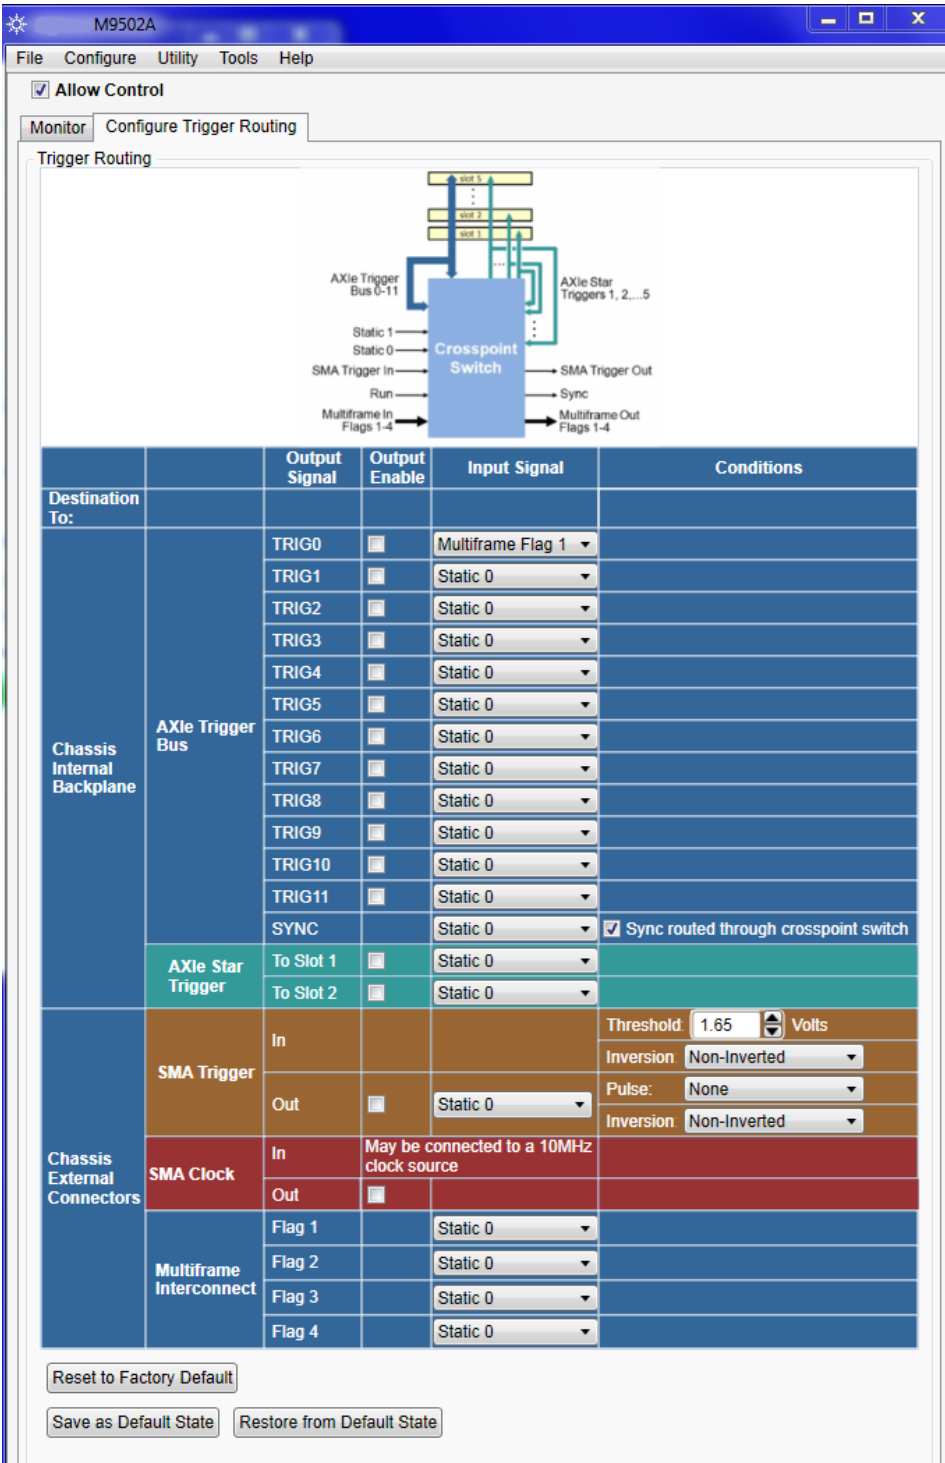 M9502A
File Configure Utility Tools Help
Allow Control
Monitor Configure Trigger Routing
Trigger Routing
slot 5
slot 2
slot 1
AXIe Trigger
Bus 0-11
AXIe Star
Triggers 1, 2,...5
Static 1
Static 0
SMA Trigger In
Run
Multiframe In
Flags 1-4
Crosspoint
Switch
SMA Trigger Out
Sync
Multiframe Out
Flags 1-4
Output Signal Output Enable Input Signal Conditions
Destination To:
Chassis Internal Backplane
AXIe Trigger Bus
TRIG0 Multiframe Flag 1
TRIG1 Static 0
TRIG2 Static 0
TRIG3 Static 0
TRIG4 Static 0
TRIG5 Static 0
TRIG6 Static 0
TRIG7 Static 0
TRIG8 Static 0
TRIG9 Static 0
TRIG10 Static 0
TRIG11 Static 0
SYNC Static 0 Sync routed through crosspoint switch
AXIe Star Trigger
To Slot 1 Static 0
To Slot 2 Static 0
Chassis External Connectors
SMA Trigger
In Threshold: 1.65 Volts
Inversion: Non-Inverted
Out Static 0 Pulse: None
Inversion: Non-Inverted
SMA Clock
In May be connected to a 10MHz clock source
Out
Multiframe Interconnect
Flag 1 Static 0
Flag 2 Static 0
Flag 3 Static 0
Flag 4 Static 0
Reset to Factory Default
Save as Default State Restore from Default State